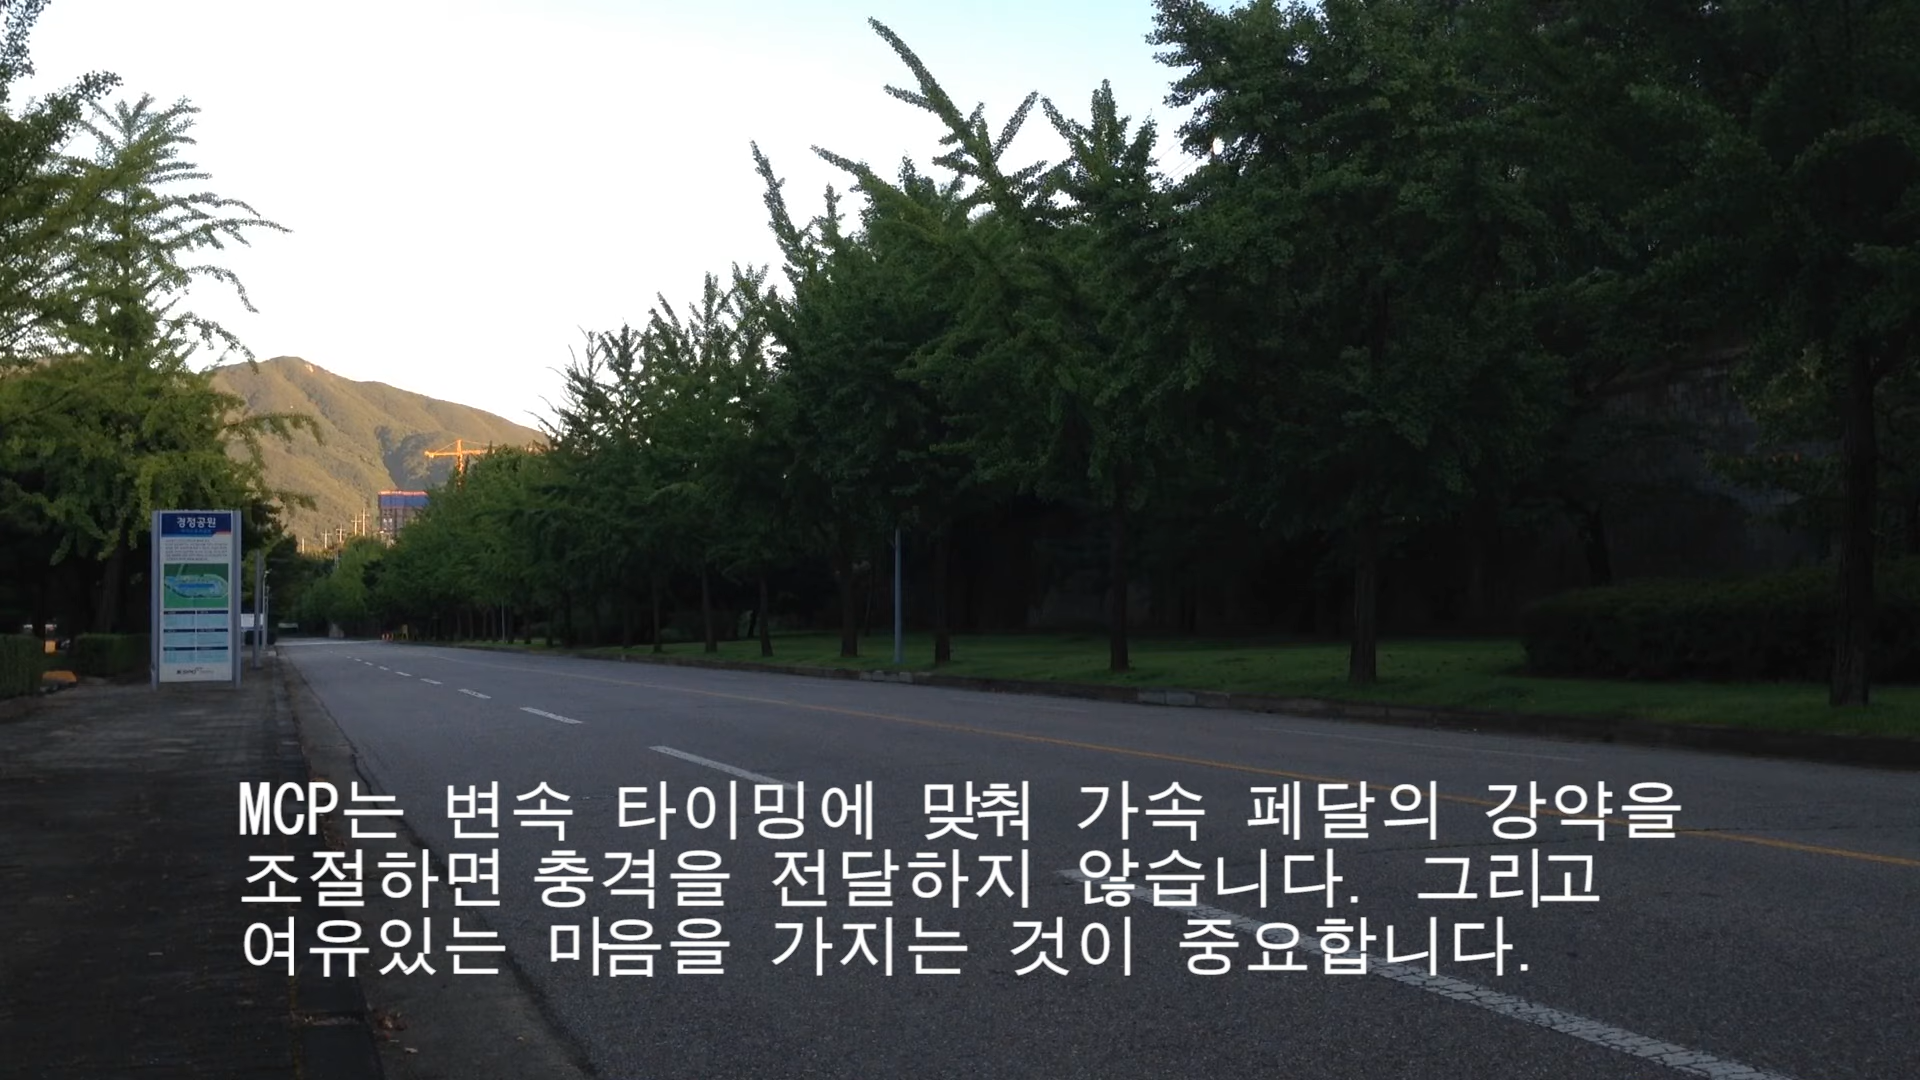 경정공원
MCP는 변속 타이밍에 맞춰 가속 페달의 강약을
조절하면 충격을 전달하지 않습니다. 그리고
여유있는 마음을 가지는 것이 중요합니다.